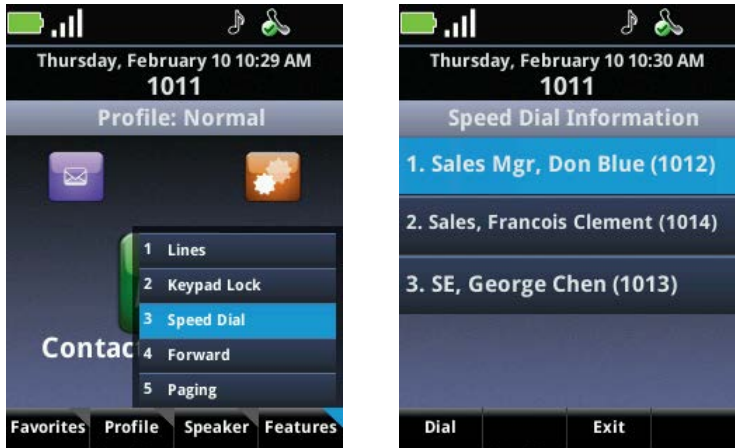 Thursday, February 10 10:29 AM
1011
Profile: Normal
1 Lines
2 Keypad Lock
3 Speed Dial
4 Forward
5 Paging
Contac
Favorites Profile Speaker Features
Thursday, February 10 10:30 AM
1011
Speed Dial Information
1. Sales Mgr, Don Blue (1012)
2. Sales, Francois Clement (1014)
3. SE, George Chen (1013)
Dial Exit